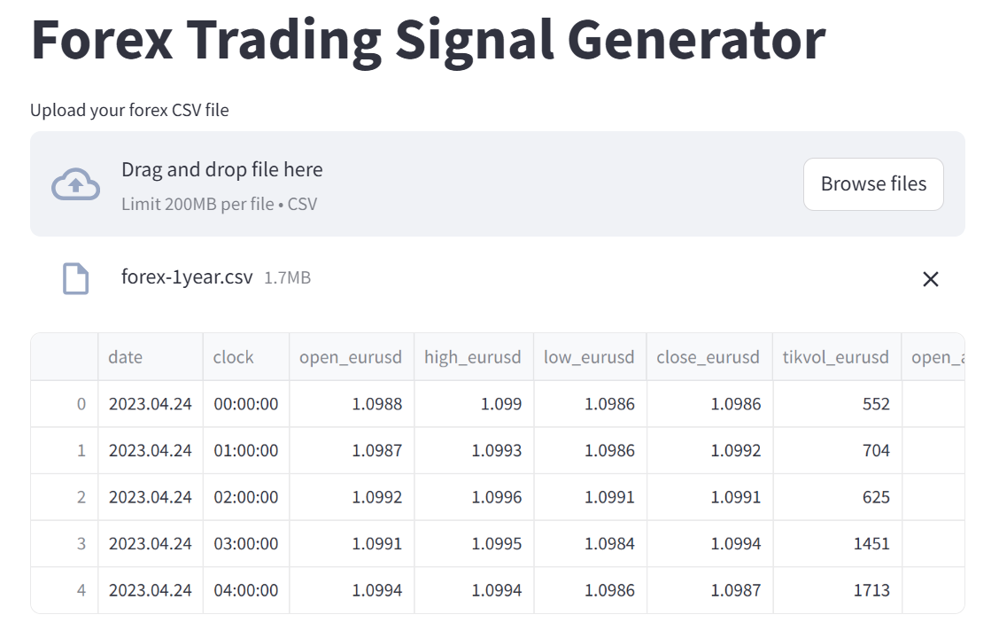 Forex Trading Signal Generator
Upload your forex CSV file
Drag and drop file here
Limit 200MB per file • CSV
Browse files
forex-1year.csv 1.7MB
date clock open_eurusd high_eurusd low_eurusd close_eurusd tikvol_eurusd open_a
0 2023.04.24 00:00:00 1.0988 1.099 1.0986 1.0986 552
1 2023.04.24 01:00:00 1.0987 1.0993 1.0986 1.0992 704
2 2023.04.24 02:00:00 1.0992 1.0996 1.0991 1.0991 625
3 2023.04.24 03:00:00 1.0991 1.0995 1.0984 1.0994 1451
4 2023.04.24 04:00:00 1.0994 1.0994 1.0986 1.0987 1713